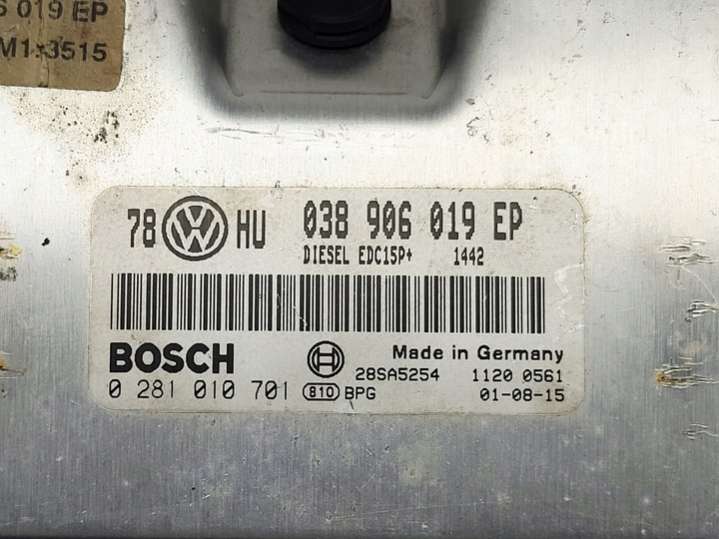 019 EP
M1.3515
78 VW HU 038 906 019 EP
DIESEL EDC15P+ 1442
BOSCH Made in Germany
28SA5254 1120 0561
0 281 010 701 810 BPG 01-08-15